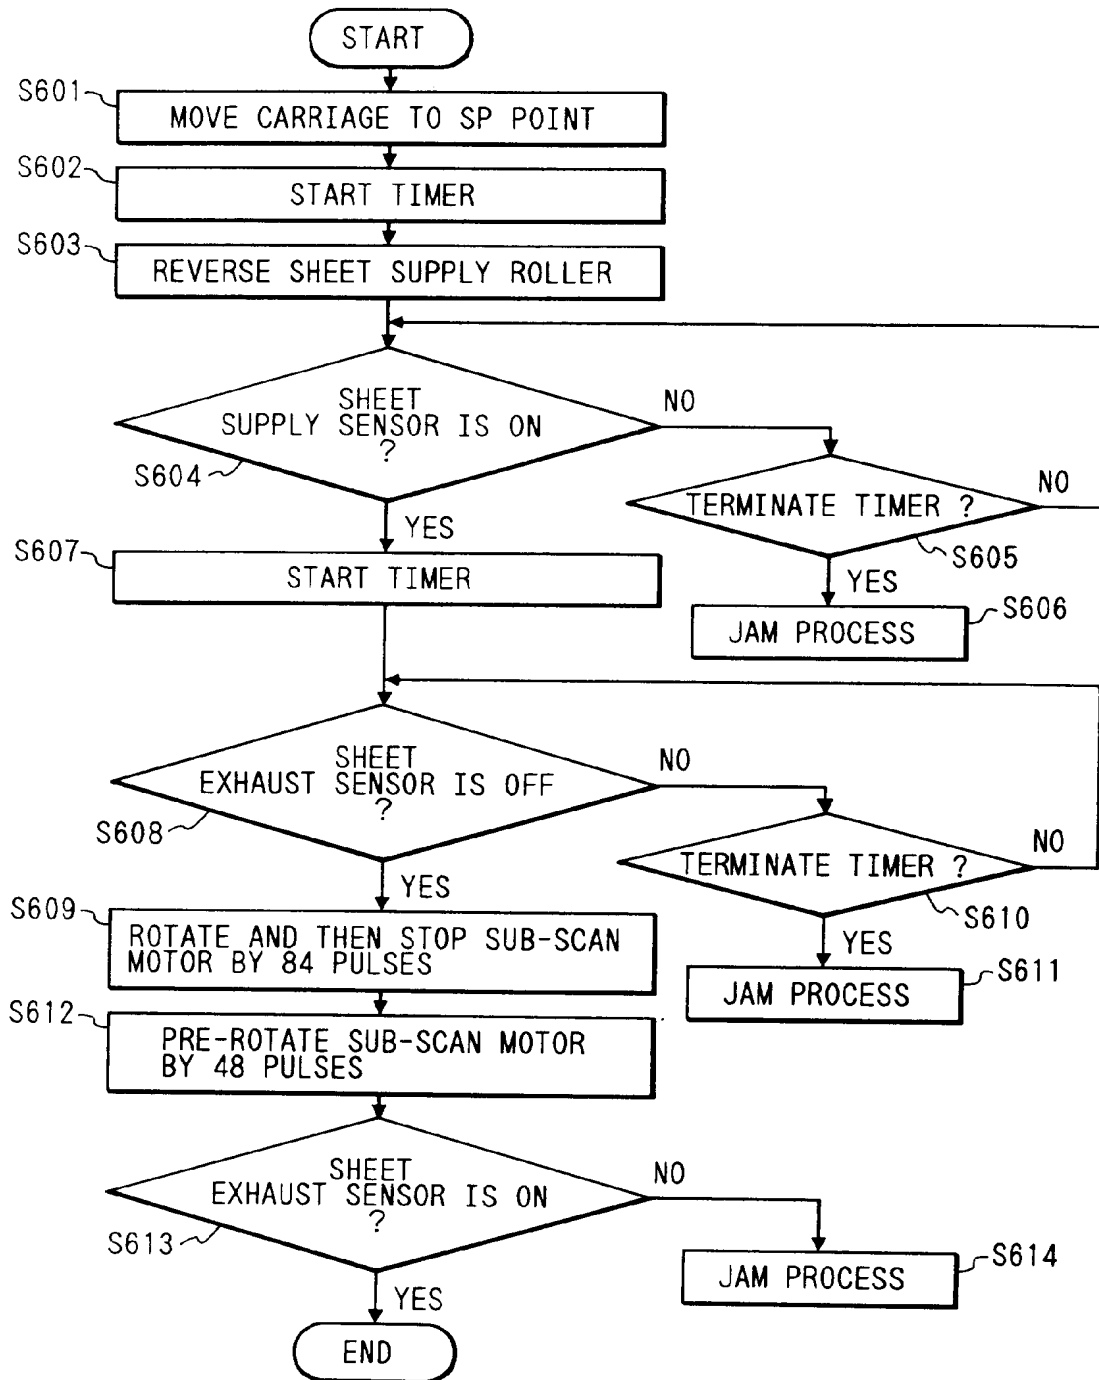 START
S601
MOVE CARRIAGE TO SP POINT
S602
START TIMER
S603
REVERSE SHEET SUPPLY ROLLER
SHEET
SUPPLY SENSOR IS ON
?
NO
S604
YES
TERMINATE TIMER ?
NO
S605
YES
S606
JAM PROCESS
S607
START TIMER
SHEET
EXHAUST SENSOR IS OFF
?
NO
S608
YES
TERMINATE TIMER ?
NO
S610
YES
S611
JAM PROCESS
S609
ROTATE AND THEN STOP SUB-SCAN
MOTOR BY 84 PULSES
S612
PRE-ROTATE SUB-SCAN MOTOR
BY 48 PULSES
SHEET
EXHAUST SENSOR IS ON
?
NO
S613
YES
S614
JAM PROCESS
END